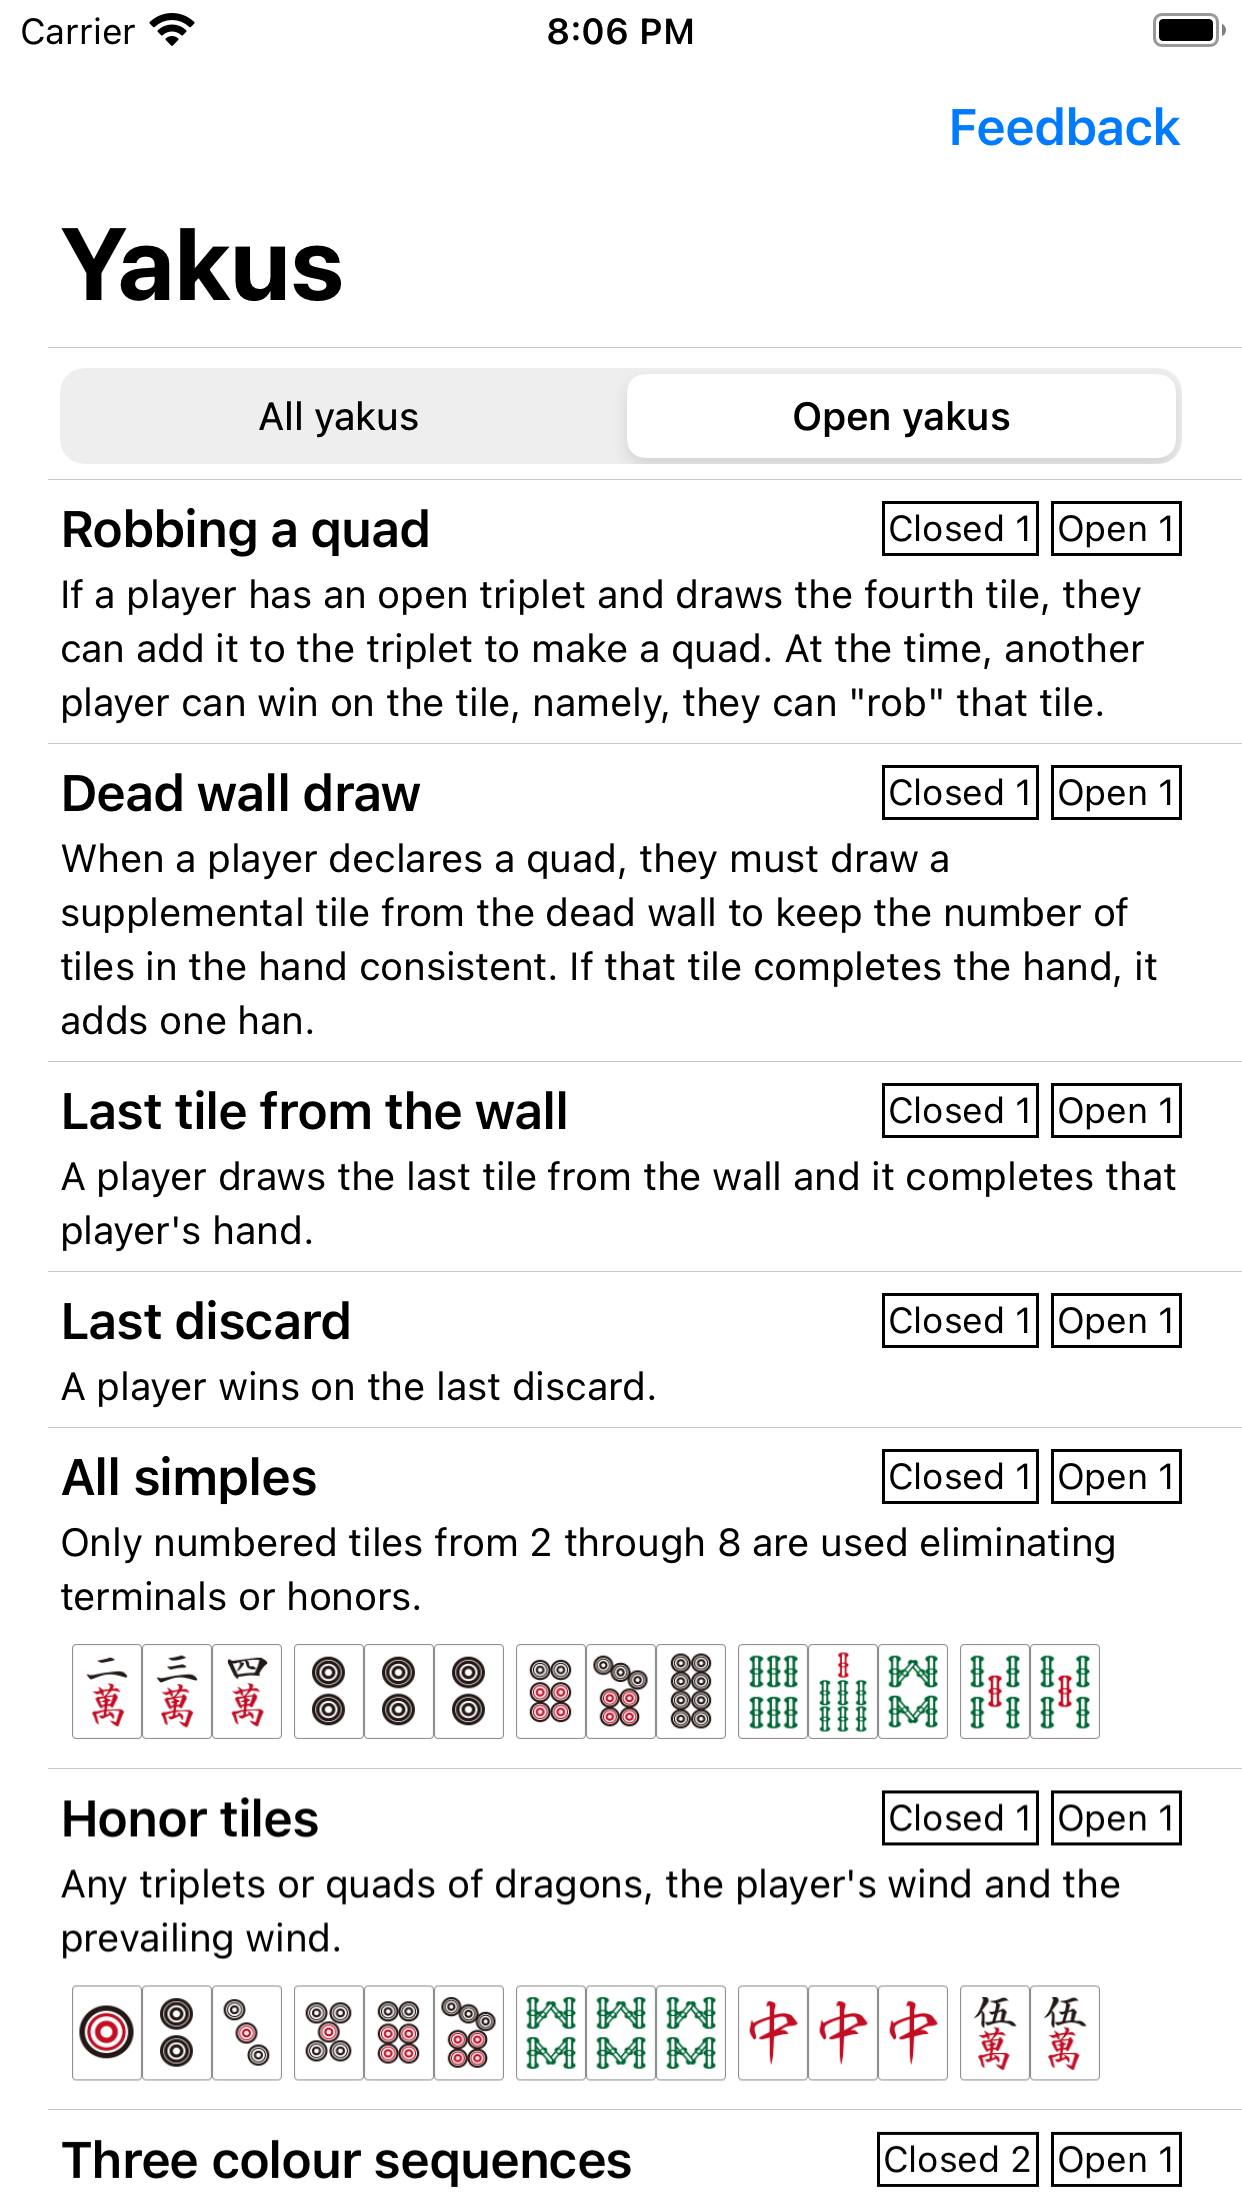 Carrier 8:06 PM
Feedback
Yakus
All yakus Open yakus
Robbing a quad Closed 1 Open 1
If a player has an open triplet and draws the fourth tile, they
can add it to the triplet to make a quad. At the time, another
player can win on the tile, namely, they can "rob" that tile.
Dead wall draw Closed 1 Open 1
When a player declares a quad, they must draw a
supplemental tile from the dead wall to keep the number of
tiles in the hand consistent. If that tile completes the hand, it
adds one han.
Last tile from the wall Closed 1 Open 1
A player draws the last tile from the wall and it completes that
player's hand.
Last discard Closed 1 Open 1
A player wins on the last discard.
All simples Closed 1 Open 1
Only numbered tiles from 2 through 8 are used eliminating
terminals or honors.
二萬 三萬 四萬
Honor tiles Closed 1 Open 1
Any triplets or quads of dragons, the player's wind and the
prevailing wind.
中 中 中 伍萬 伍萬
Three colour sequences Closed 2 Open 1